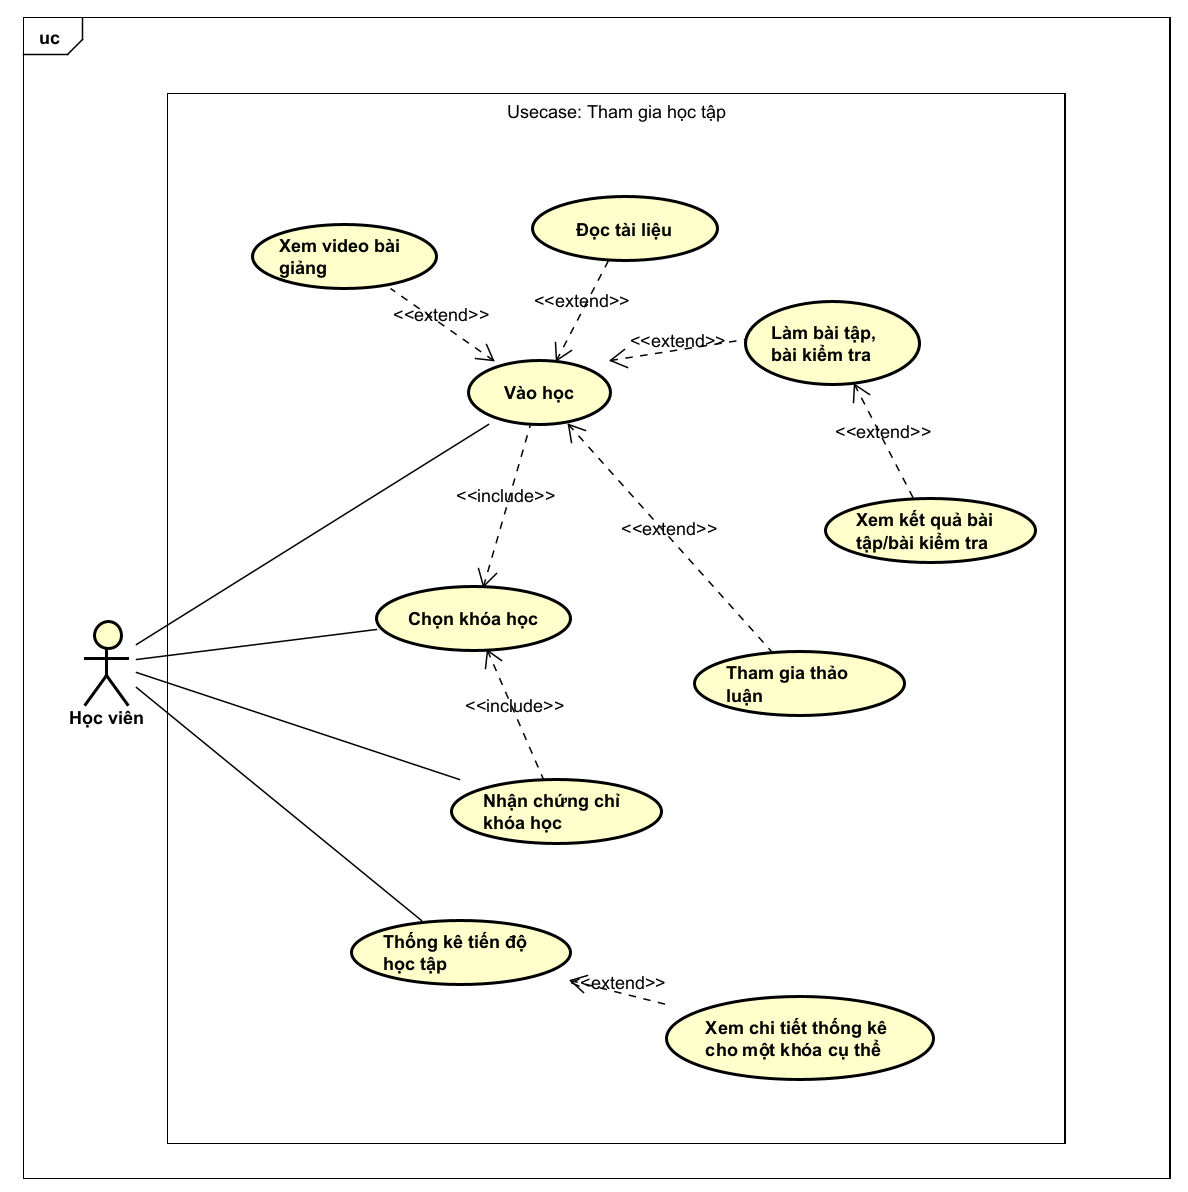 uc
Usecase: Tham gia học tập
Đọc tài liệu
Xem video bài
giảng
<<extend>>
<<extend>>
Làm bài tập,
bài kiểm tra
<<extend>>
Vào học
<<extend>>
<<include>>
<<extend>>
Xem kết quả bài
tập/bài kiểm tra
Chọn khóa học
Tham gia thảo
luận
<<include>>
Học viên
Nhận chứng chỉ
khóa học
Thống kê tiến độ
học tập
<<extend>>
Xem chi tiết thống kê
cho một khóa cụ thể